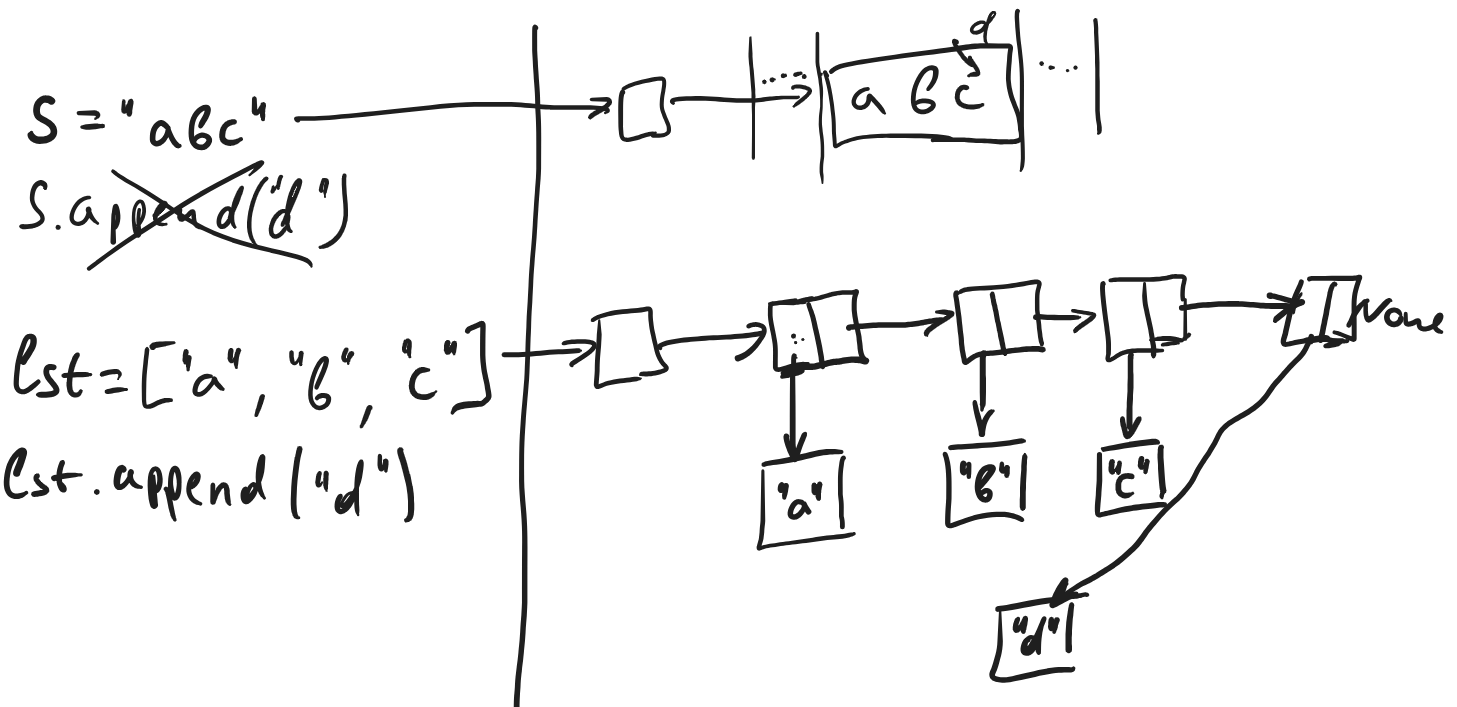 d
S = "abc"
a b c
S.append("d")
lst = ["a", "b", "c"]
None
lst.append("d")
"a"
"b"
"c"
"d"